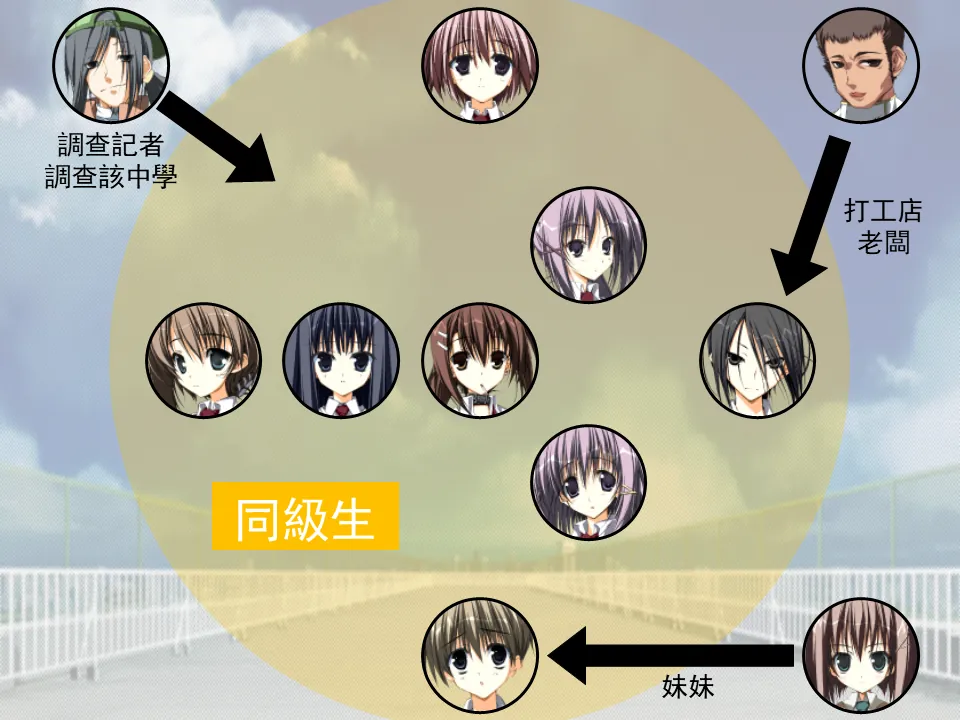 調查記者
調查該中學
打工店
老闆
同級生
妹妹